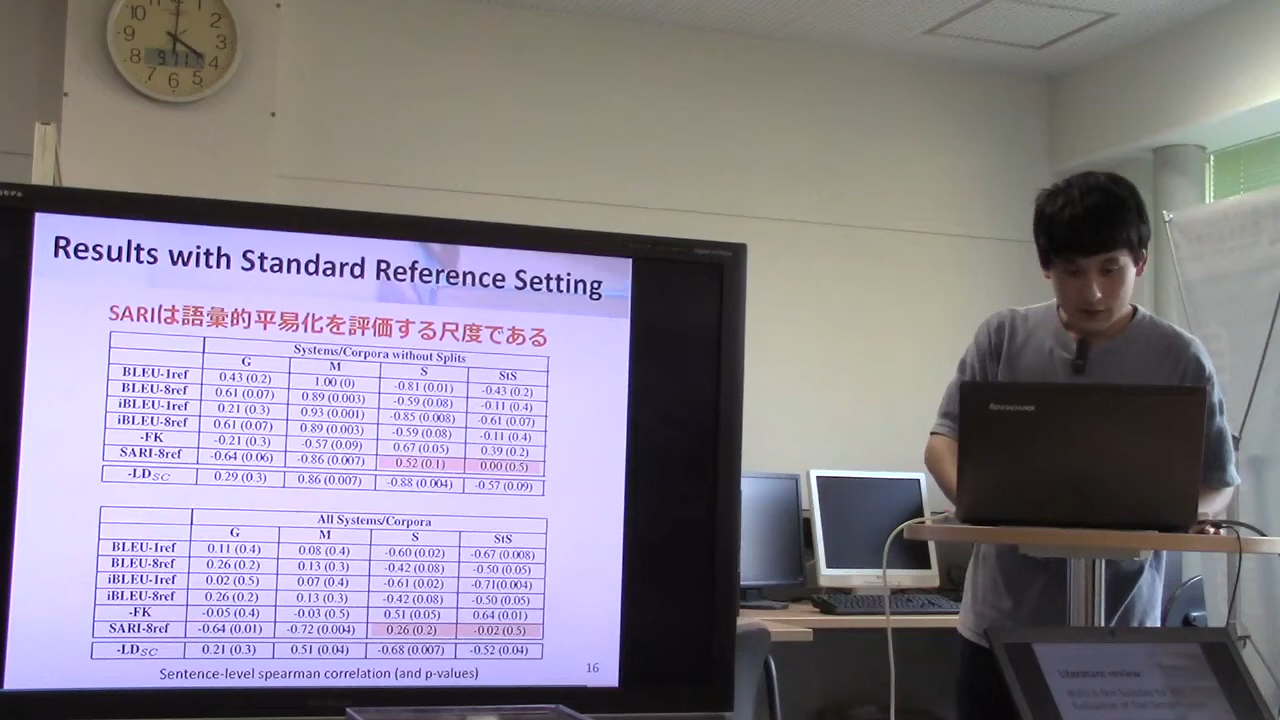 10
1
2
9
3
8
4
7
6
5
Results with Standard Reference Setting
SARIは語彙的平易化を評価する尺度である
Systems/Corpora without Splits
G M S StS
BLEU-1ref 0.43 (0.2) 1.00 (0) -0.81 (0.01) -0.43 (0.2)
BLEU-8ref 0.61 (0.07) 0.89 (0.003) -0.59 (0.08) -0.11 (0.4)
iBLEU-1ref 0.21 (0.3) 0.93 (0.001) -0.85 (0.008) -0.61 (0.07)
iBLEU-8ref 0.61 (0.07) 0.89 (0.003) -0.59 (0.08) -0.11 (0.4)
-FK -0.21 (0.3) -0.57 (0.09) 0.67 (0.05) 0.39 (0.2)
SARI-8ref -0.64 (0.06) -0.86 (0.007) 0.52 (0.1) 0.00 (0.5)
-LDSC 0.29 (0.3) 0.86 (0.007) -0.88 (0.004) -0.57 (0.09)
All Systems/Corpora
G M S StS
BLEU-1ref 0.11 (0.4) 0.08 (0.4) -0.60 (0.02) -0.67 (0.008)
BLEU-8ref 0.26 (0.2) 0.13 (0.3) -0.42 (0.08) -0.50 (0.05)
iBLEU-1ref 0.02 (0.5) 0.07 (0.4) -0.61 (0.02) -0.71(0.004)
iBLEU-8ref 0.26 (0.2) 0.13 (0.3) -0.42 (0.08) -0.50 (0.05)
-FK -0.05 (0.4) -0.03 (0.5) 0.51 (0.05) 0.64 (0.01)
SARI-8ref -0.64 (0.01) -0.72 (0.004) 0.26 (0.2) -0.02 (0.5)
-LDSC 0.21 (0.3) 0.51 (0.04) -0.68 (0.007) -0.52 (0.04)
Sentence-level spearman correlation (and p-values)
16
lenovo
Literature review: